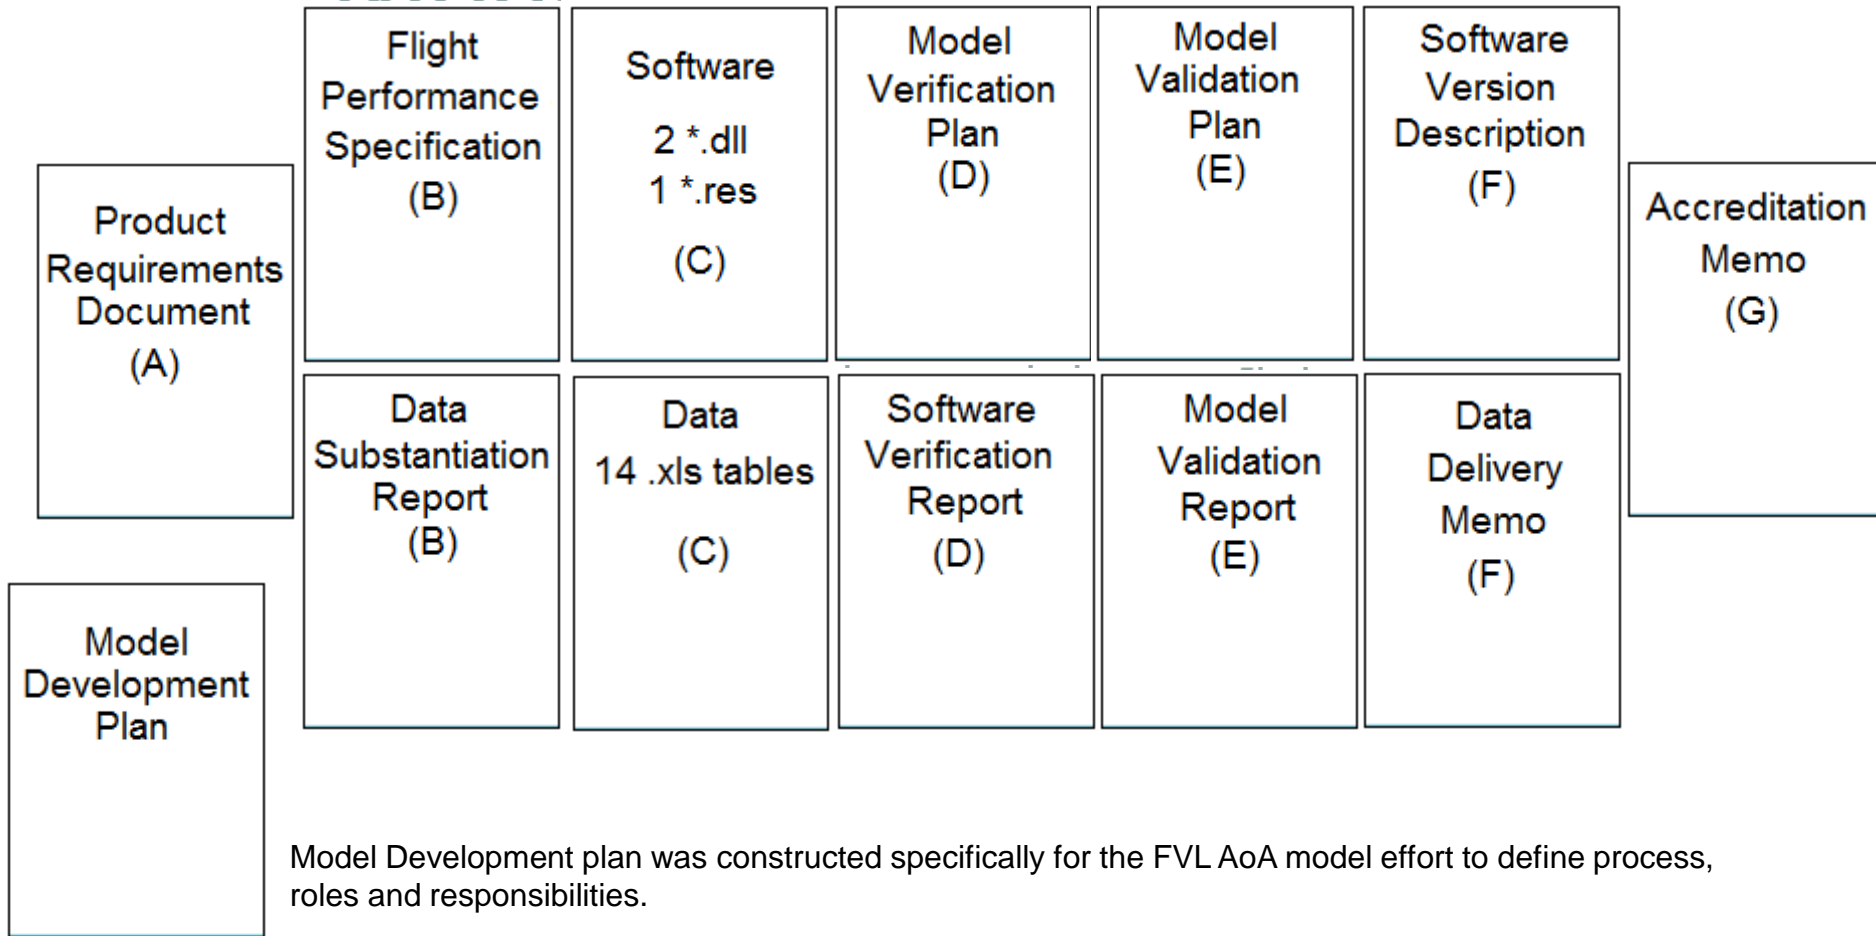 Product
Requirements
Document
(A)
Flight
Performance
Specification
(B)
Software
2 *.dll
1 *.res
(C)
Model
Verification
Plan
(D)
Model
Validation
Plan
(E)
Software
Version
Description
(F)
Accreditation
Memo
(G)
Data
Substantiation
Report
(B)
Data
14 .xls tables
(C)
Software
Verification
Report
(D)
Model
Validation
Report
(E)
Data
Delivery
Memo
(F)
Model
Development
Plan
Model Development plan was constructed specifically for the FVL AoA model effort to define process,
roles and responsibilities.